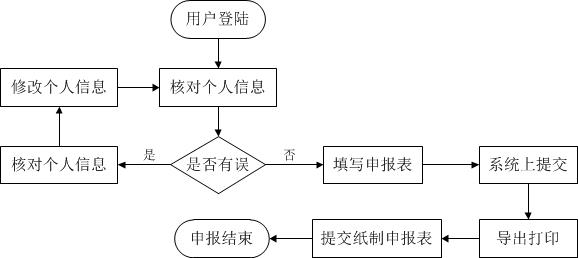 用户登陆
修改个人信息
核对个人信息
核对个人信息
是
是否有误
否
填写申报表
系统上提交
申报结束
提交纸制申报表
导出打印